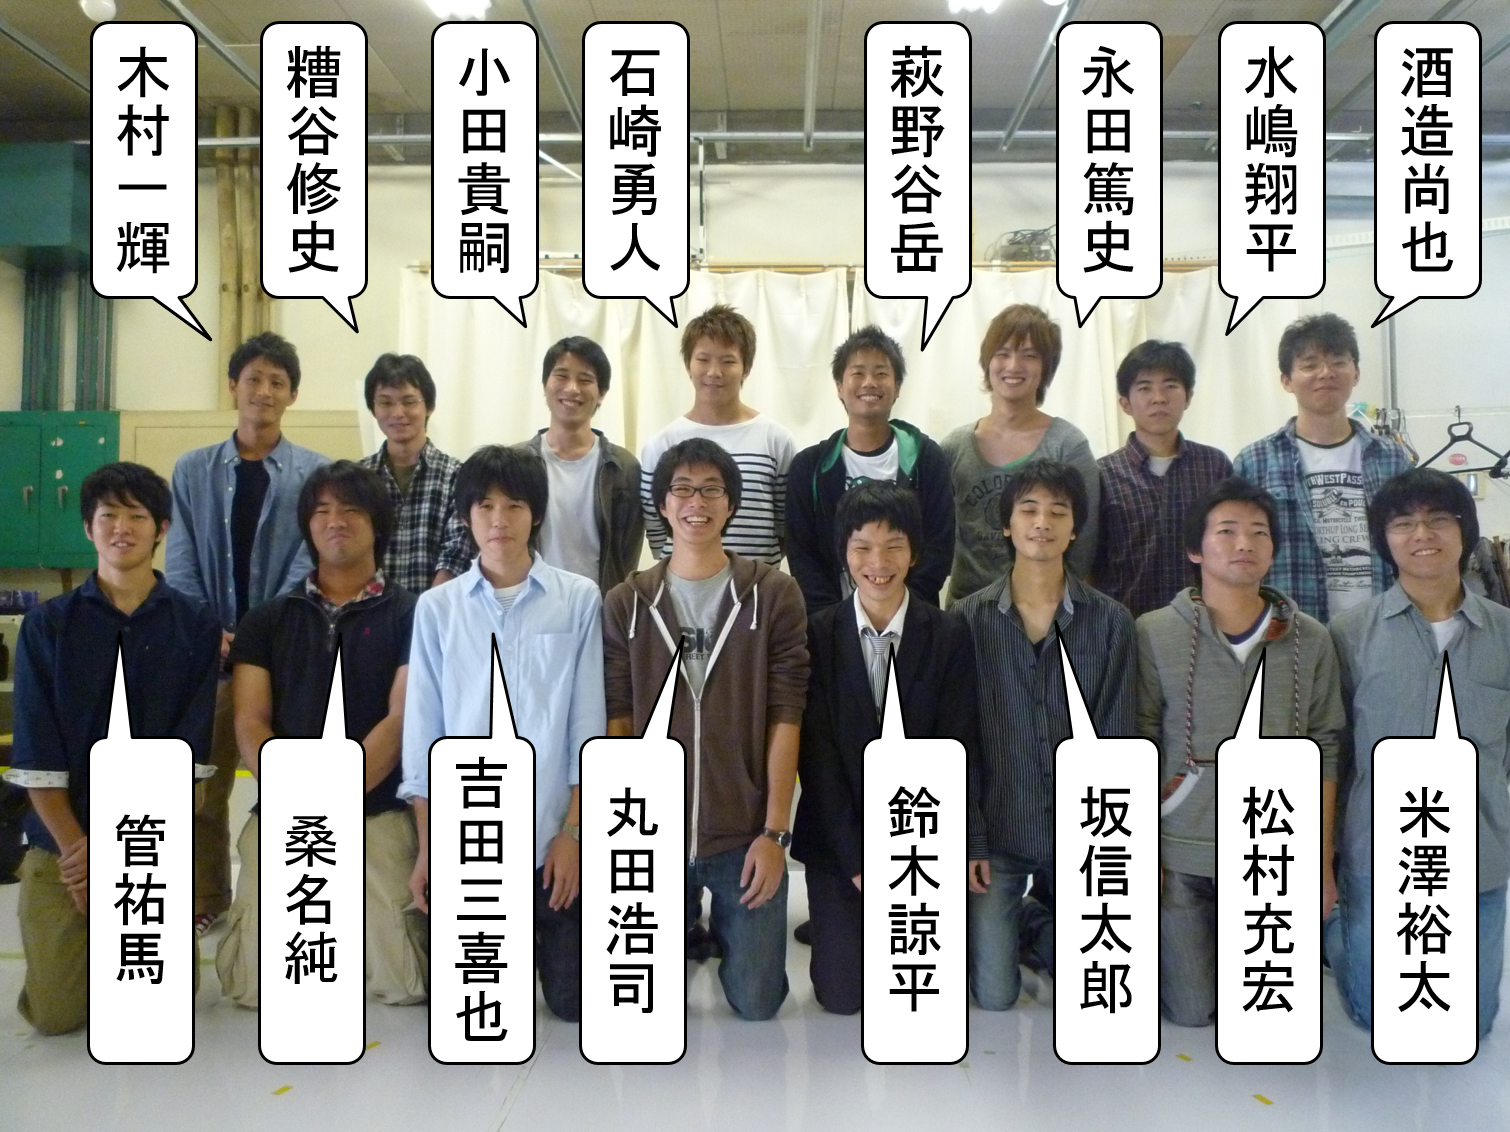 木村一輝
糟谷修史
小田貴嗣
石崎勇人
萩野谷岳
永田篤史
水嶋翔平
酒造尚也
管祐馬
桑名純
吉田三喜也
丸田浩司
鈴木諒平
坂信太郎
松村充宏
米澤裕太